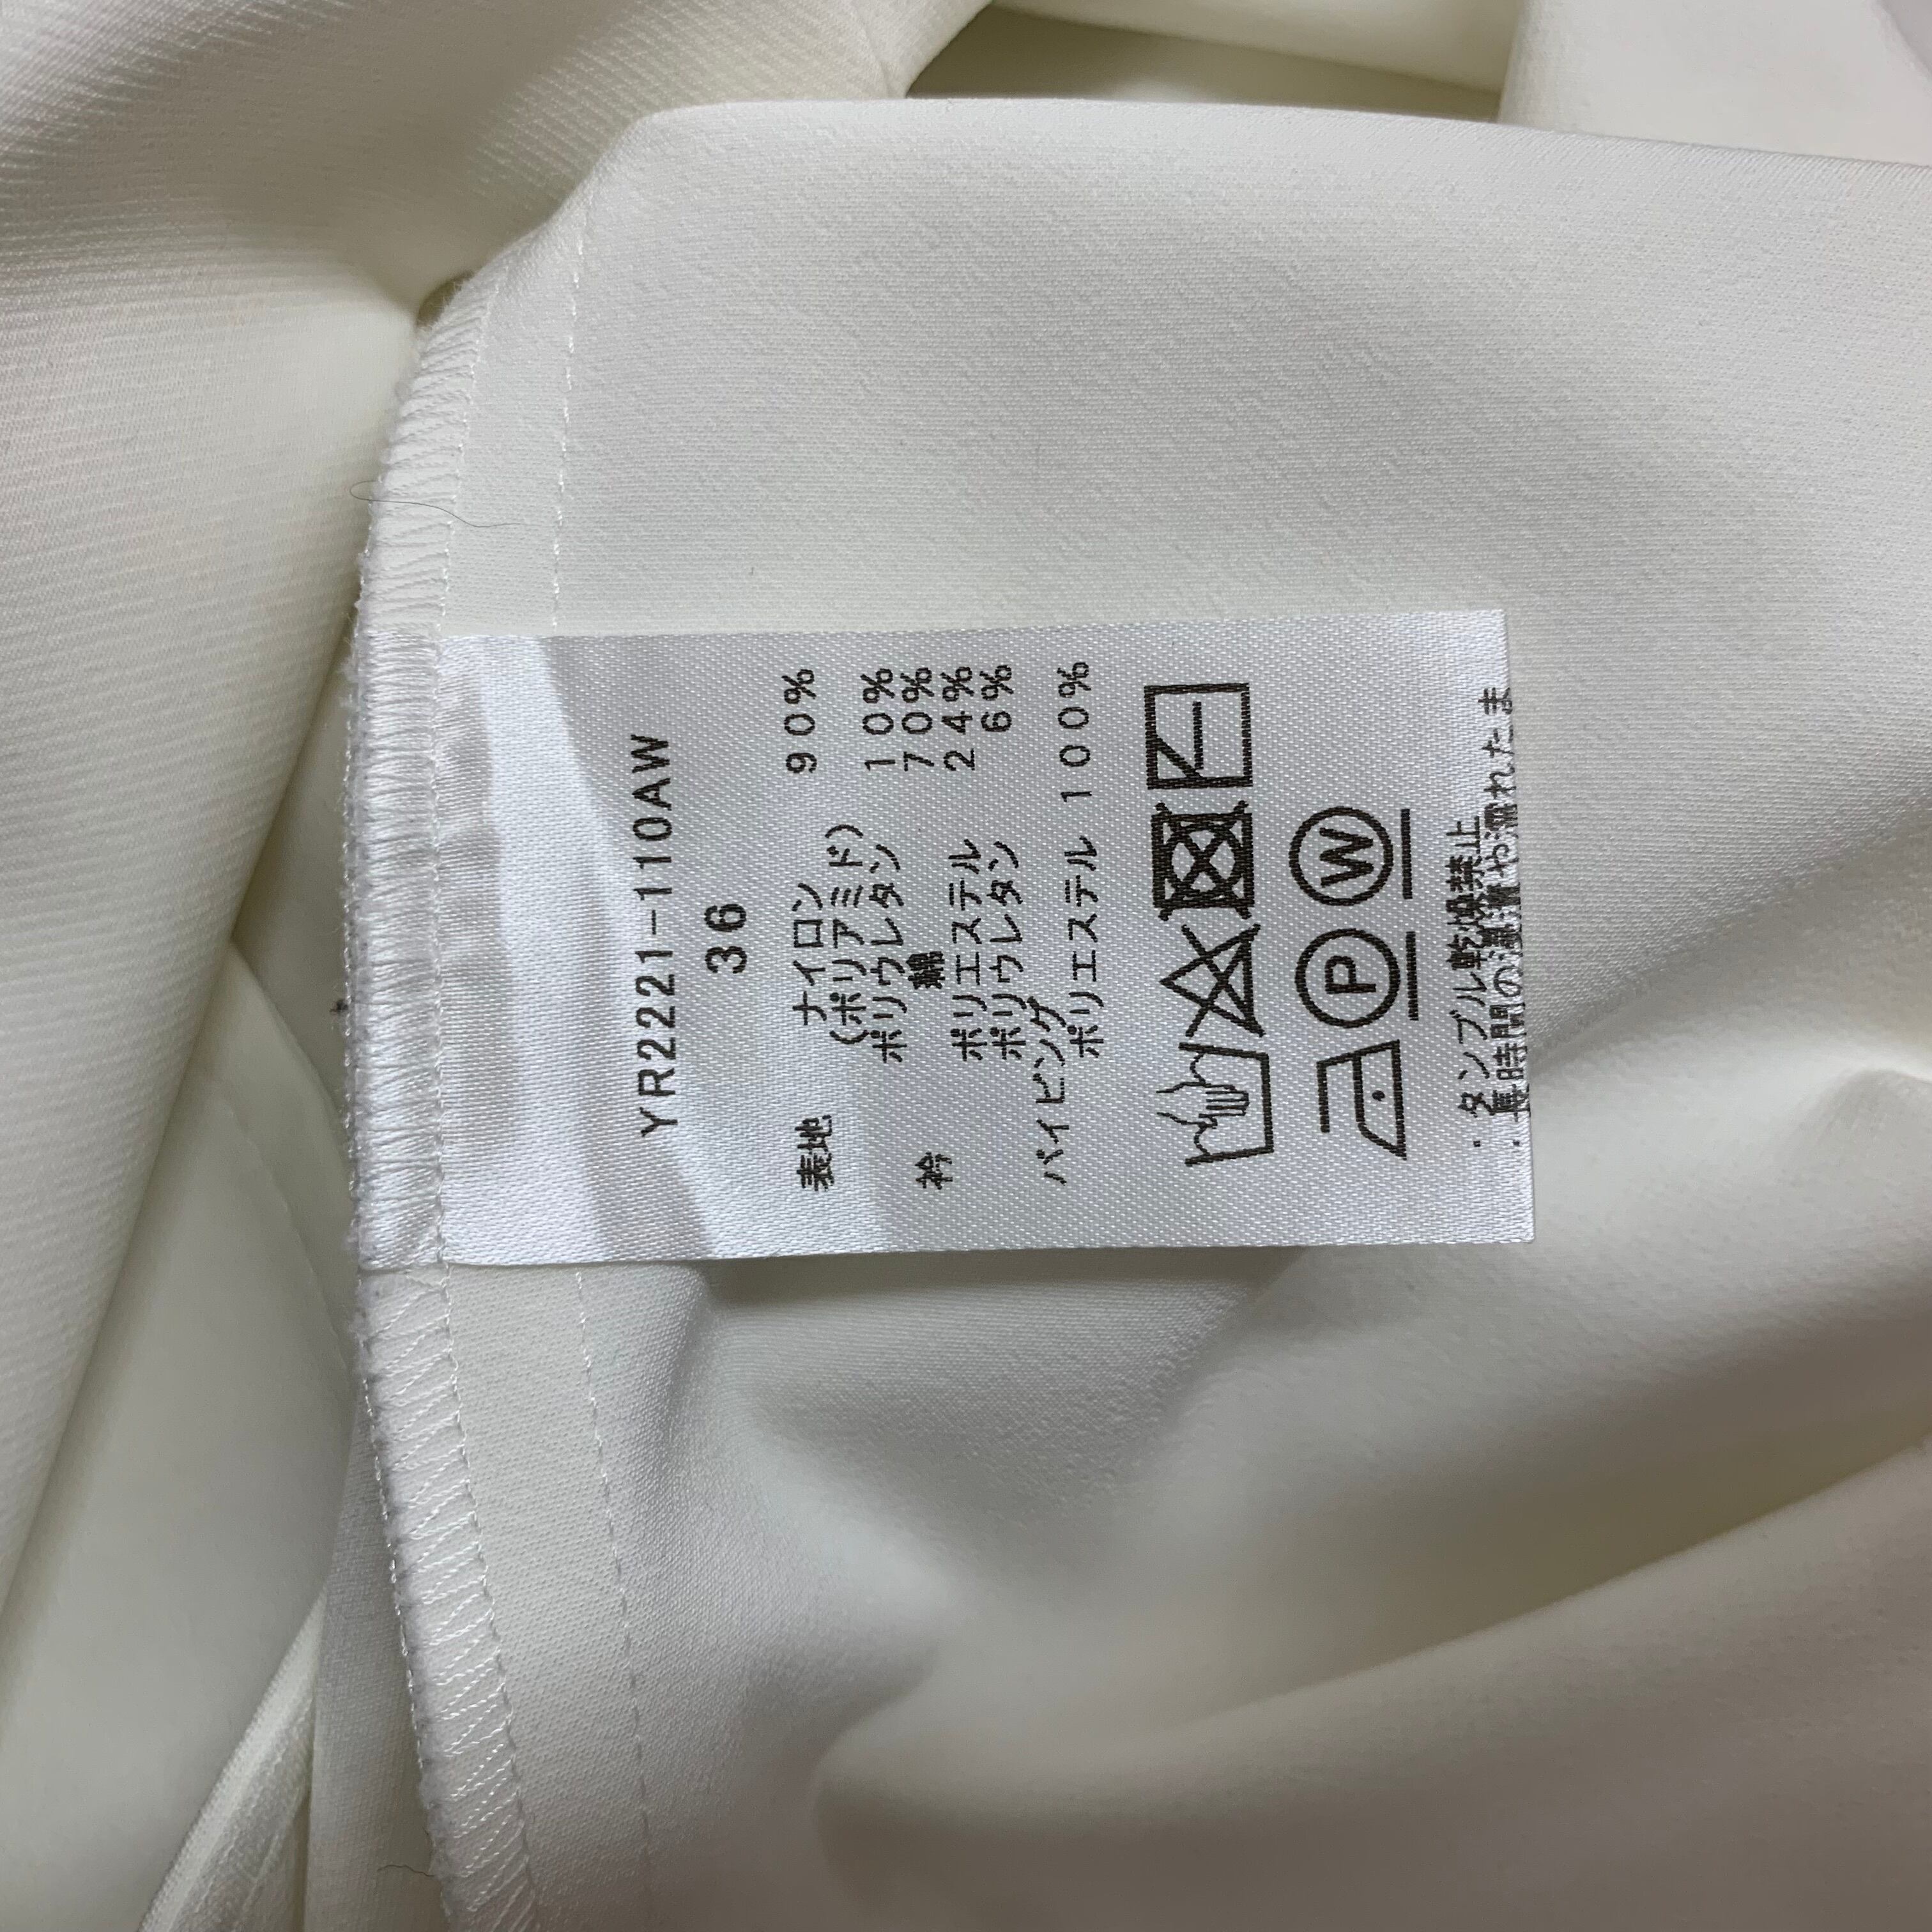 YR2221-110AW
36
表地 ナイロン 90%
(ポリアミド)
ポリウレタン 10%
衿 綿 70%
ポリエステル 24%
ポリウレタン 6%
パイピング
ポリエステル 100%
P W
・タンブル乾燥禁止
・長時間の浸漬や濡れたま